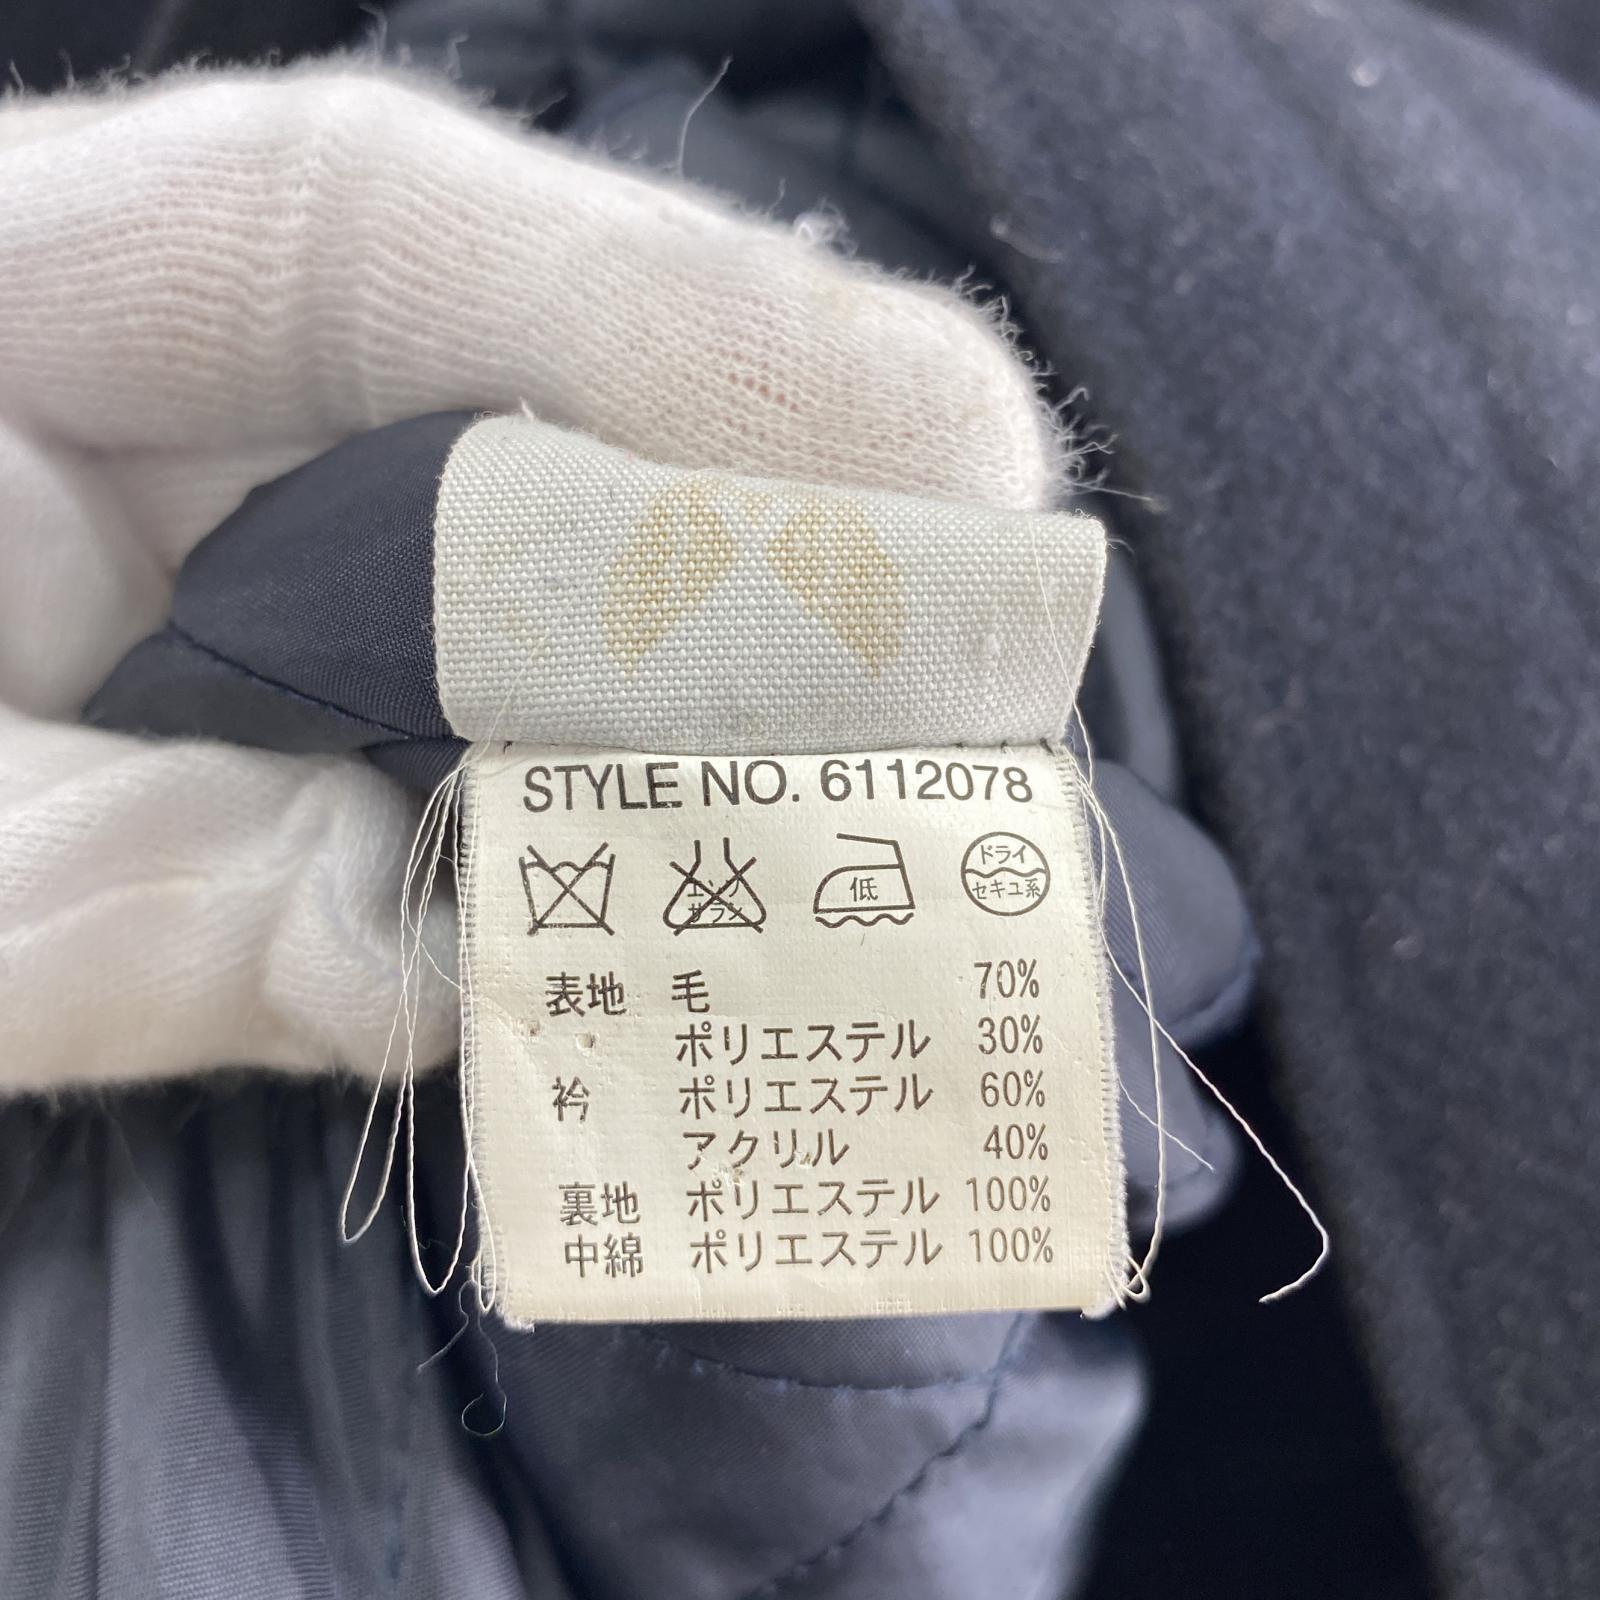 STYLE NO. 6112078
エンソ
サラシ
低
ドライ
セキユ系
表地 毛 70%
ポリエステル 30%
衿 ポリエステル 60%
アクリル 40%
裏地 ポリエステル 100%
中綿 ポリエステル 100%